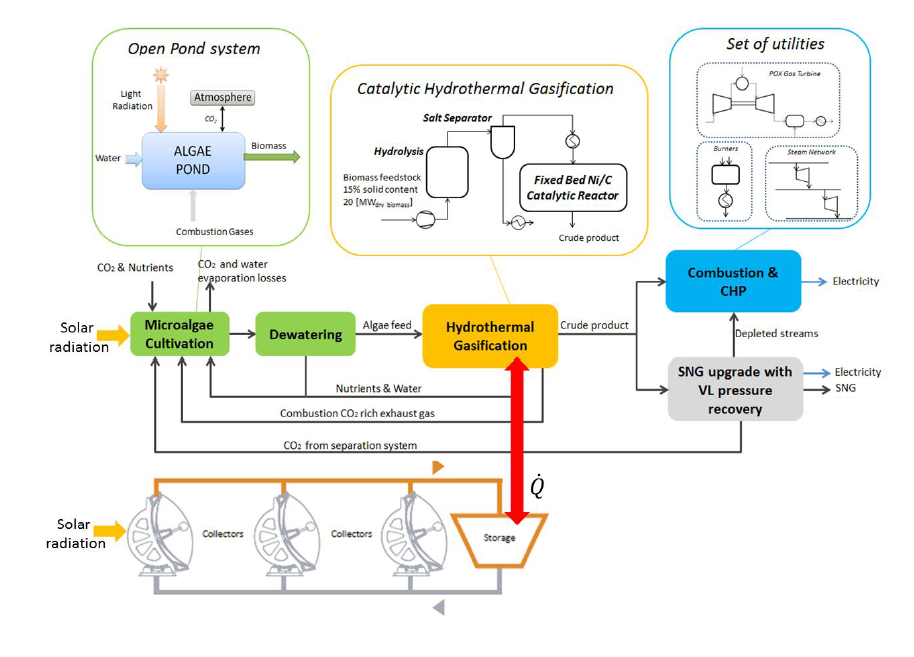 Open Pond system
Light
Radiation
Atmosphere
CO₂
Water
ALGAE
POND
Biomass
Combustion Gases
Catalytic Hydrothermal Gasification
Salt Separator
Hydrolysis
Biomass feedstock
15% solid content
20 [MWdry biomass]
Fixed Bed Ni/C
Catalytic Reactor
Crude product
Set of utilities
POX Gas Turbine
Burners
Steam Network
CO₂ & Nutrients
CO₂ and water
evaporation losses
Solar
radiation
Microalgae
Cultivation
Dewatering
Algae feed
Hydrothermal
Gasification
Crude product
Combustion &
CHP
Electricity
Depleted streams
SNG upgrade with
VL pressure
recovery
Electricity
SNG
Nutrients & Water
Combustion CO₂ rich exhaust gas
CO₂ from separation system
Q̇
Solar
radiation
Collectors
Collectors
Storage